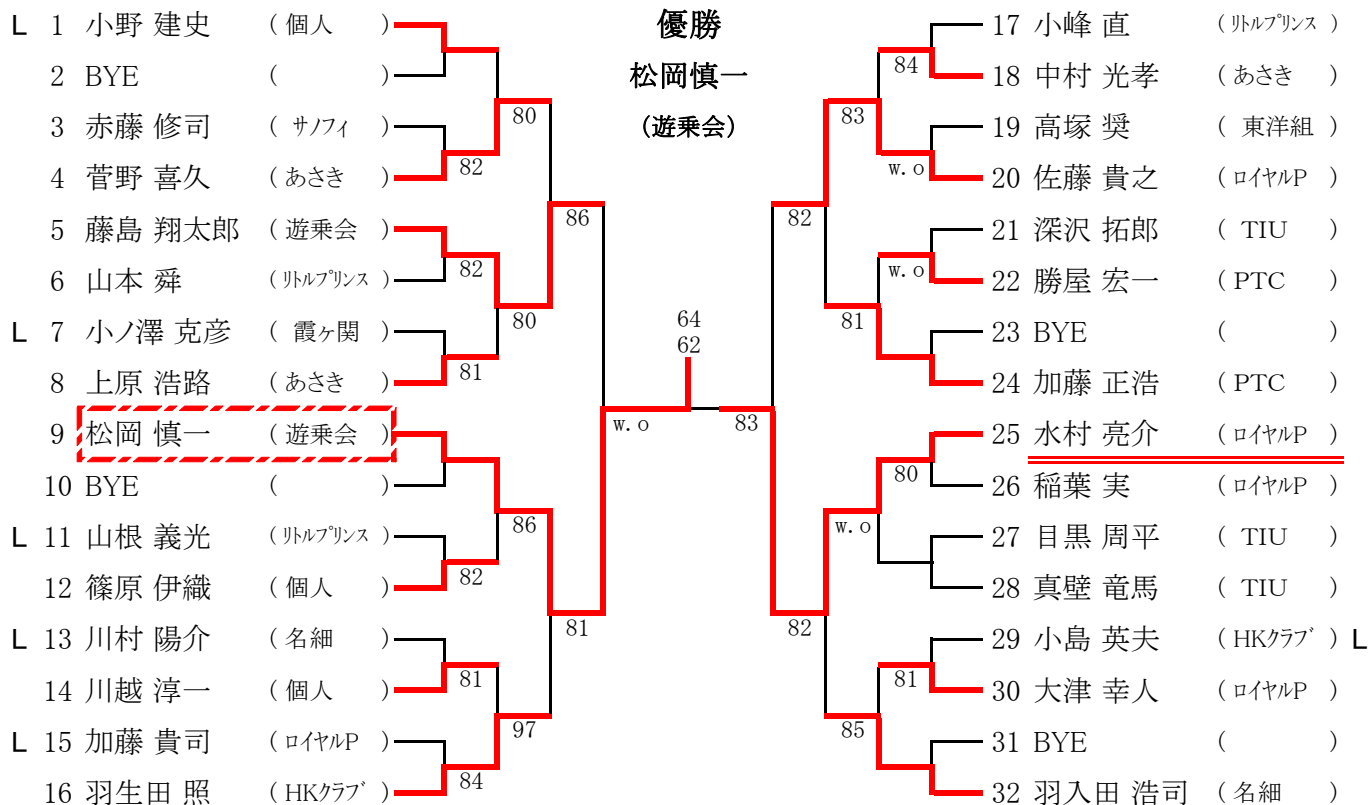 L 1 小野 建史 (個人)
2 BYE ( )
80
3 赤藤 修司 (サノフィ)
82
4 菅野 喜久 (あさき)
86
5 藤島 翔太郎 (遊乗会)
82
6 山本 舜 (リトルプリンス)
80
L 7 小ノ澤 克彦 (霞ヶ関)
81
8 上原 浩路 (あさき)
w.o
9 松岡 慎一 (遊乗会)
10 BYE ( )
86
L 11 山根 義光 (リトルプリンス)
82
12 篠原 伊織 (個人)
81
L 13 川村 陽介 (名細)
81
14 川越 淳一 (個人)
97
L 15 加藤 貴司 (ロイヤルP)
84
16 羽生田 照 (HKクラブ)
優勝
松岡慎一
(遊乗会)
64
62
17 小峰 直 (リトルプリンス)
84
18 中村 光孝 (あさき)
83
19 高塚 奨 (東洋組)
w.o
20 佐藤 貴之 (ロイヤルP)
82
21 深沢 拓郎 (TIU)
w.o
22 勝屋 宏一 (PTC)
81
23 BYE ( )
24 加藤 正浩 (PTC)
83
25 水村 亮介 (ロイヤルP)
80
26 稲葉 実 (ロイヤルP)
w.o
27 目黒 周平 (TIU)
28 真壁 竜馬 (TIU)
82
29 小島 英夫 (HKクラブ) L
81
30 大津 幸人 (ロイヤルP)
85
31 BYE ( )
32 羽入田 浩司 (名細)